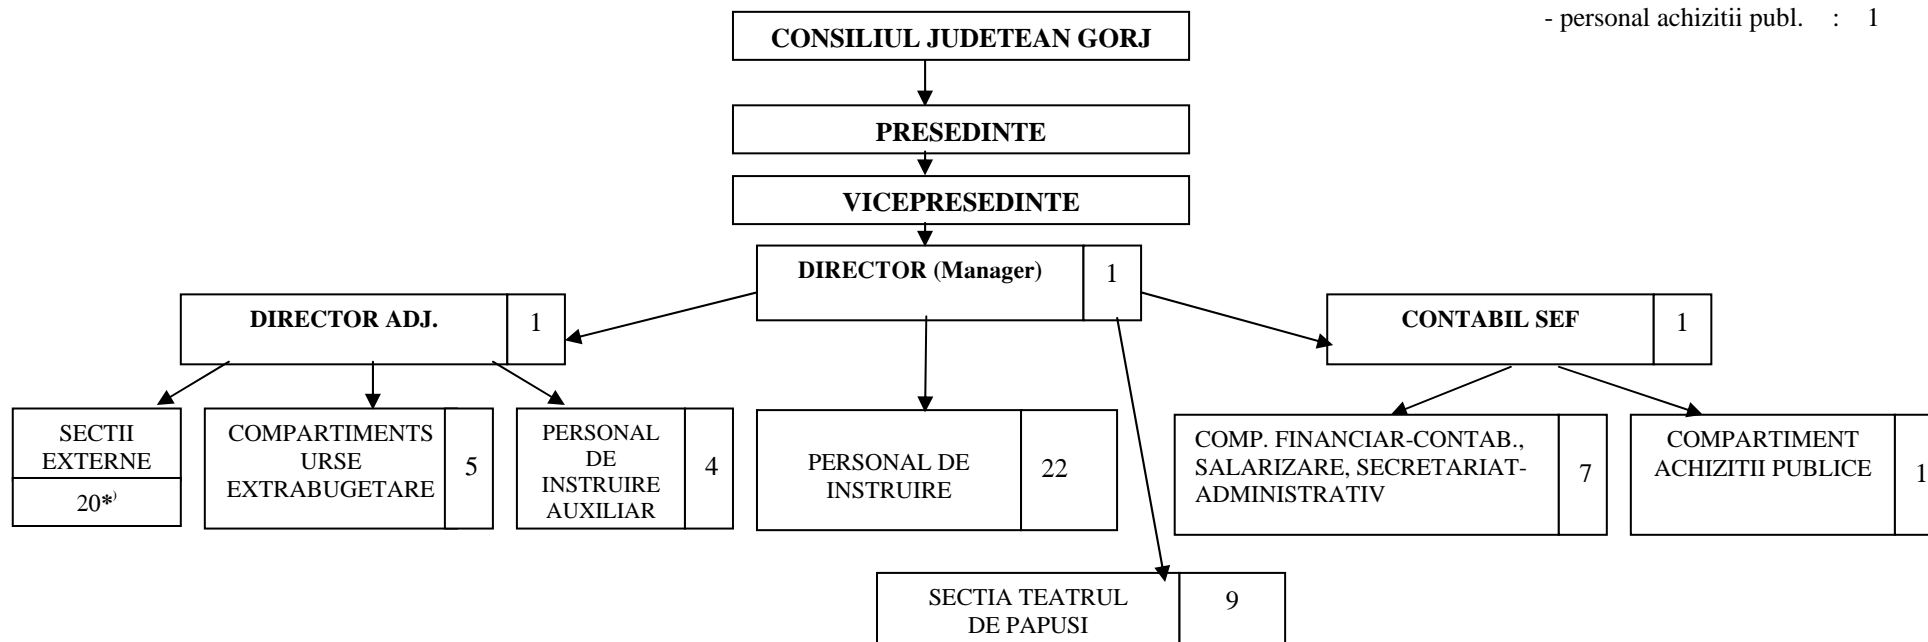 - personal achizitii publ. : 1
CONSILIUL JUDETEAN GORJ
PRESEDINTE
VICEPRESEDINTE
DIRECTOR (Manager) 1
DIRECTOR ADJ. 1
CONTABIL SEF 1
SECTII
EXTERNE
20*)
COMPARTIMENTS
URSE
EXTRABUGETARE
5
PERSONAL
DE
INSTRUIRE
AUXILIAR
4
PERSONAL DE
INSTRUIRE
22
COMP. FINANCIAR-CONTAB.,
SALARIZARE, SECRETARIAT-
ADMINISTRATIV
7
COMPARTIMENT
ACHIZITII PUBLICE
1
SECTIA TEATRUL
DE PAPUSI
9